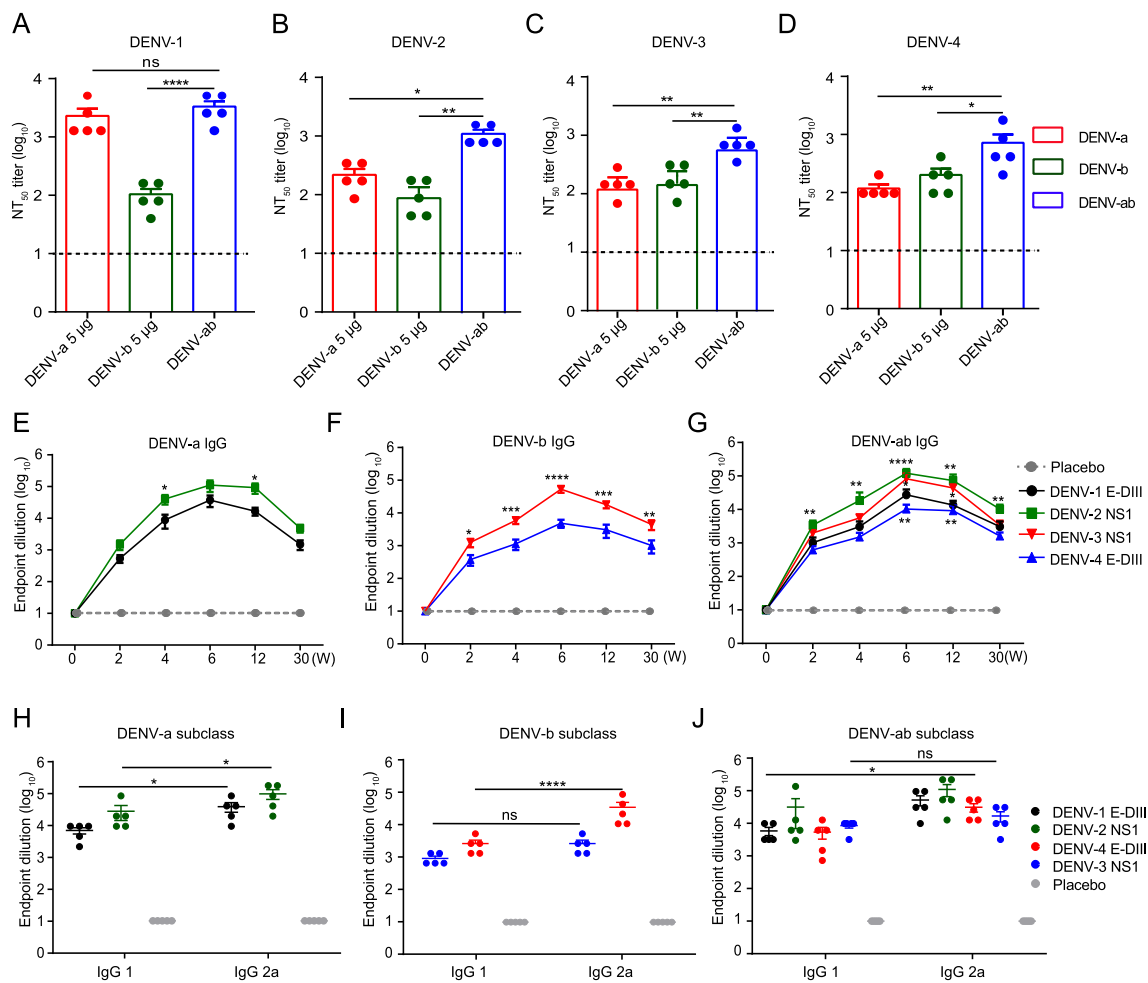 A
DENV-1
ns
****
NT50 titer (log10)
4
3
2
1
0
DENV-a 5 µg
DENV-b 5 µg
DENV-ab
B
DENV-2
*
**
NT50 titer (log10)
4
3
2
1
0
DENV-a 5 µg
DENV-b 5 µg
DENV-ab
C
DENV-3
**
**
NT50 titer (log10)
4
3
2
1
0
DENV-a 5 µg
DENV-b 5 µg
DENV-ab
D
DENV-4
**
*
NT50 titer (log10)
4
3
2
1
0
DENV-a 5 µg
DENV-b 5 µg
DENV-ab
DENV-a
DENV-b
DENV-ab
E
DENV-a IgG
Endpoint dilution (log10)
6
5
4
3
2
1
0
* *
0 2 4 6 12 30 (W)
F
DENV-b IgG
Endpoint dilution (log10)
6
5
4
3
2
1
0
* *** **** *** **
0 2 4 6 12 30 (W)
G
DENV-ab IgG
Endpoint dilution (log10)
6
5
4
3
2
1
0
** ** **** ** **
* *
** **
0 2 4 6 12 30 (W)
Placebo
DENV-1 E-DIII
DENV-2 NS1
DENV-3 NS1
DENV-4 E-DIII
H
DENV-a subclass
Endpoint dilution (log10)
6
5
4
3
2
1
0
*
*
IgG 1 IgG 2a
I
DENV-b subclass
Endpoint dilution (log10)
6
5
4
3
2
1
0
****
ns
IgG 1 IgG 2a
J
DENV-ab subclass
Endpoint dilution (log10)
6
5
4
3
2
1
0
ns
*
IgG 1 IgG 2a
DENV-1 E-DIII
DENV-2 NS1
DENV-4 E-DIII
DENV-3 NS1
Placebo